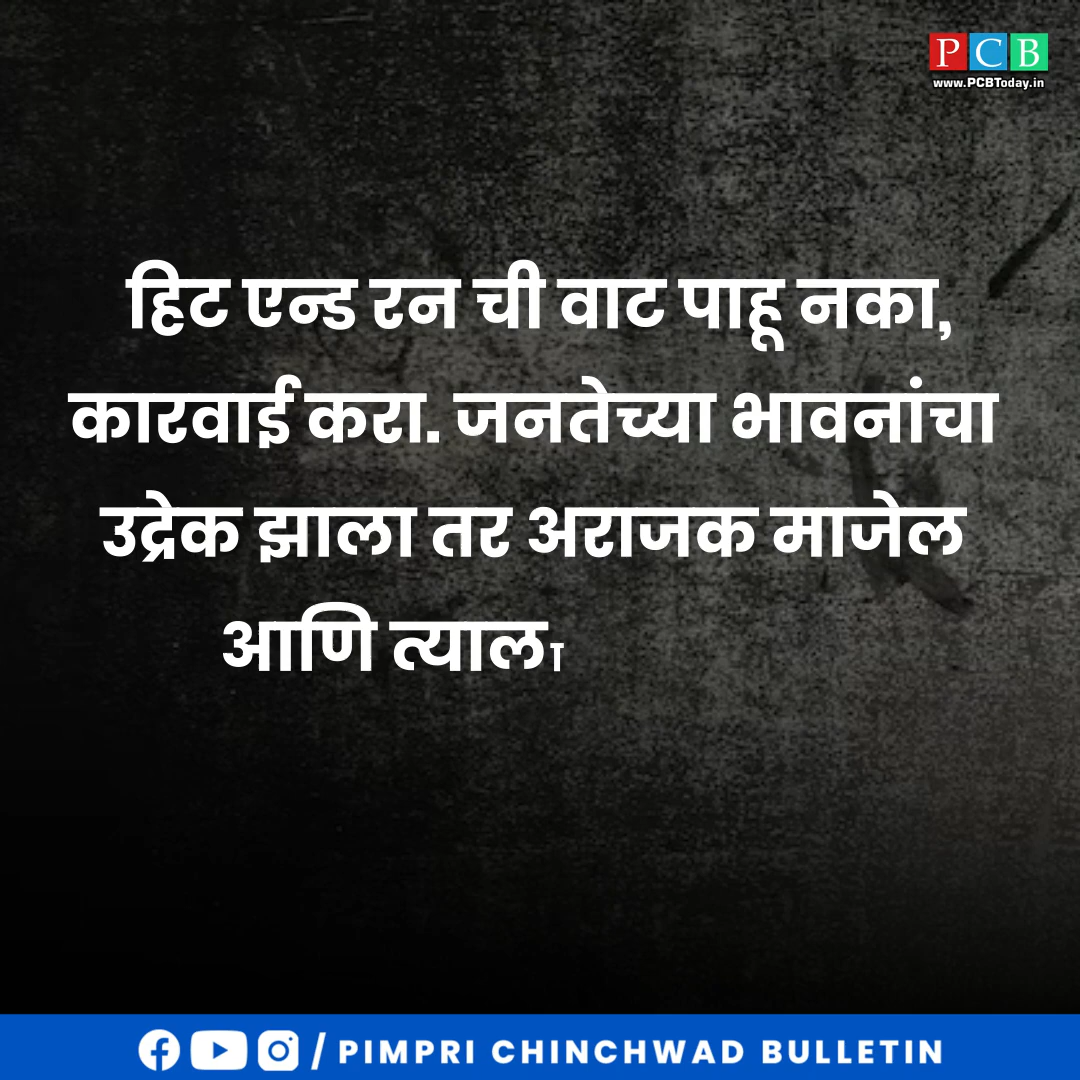 PCB
www.PCBToday.in
हिट एन्ड रन ची वाट पाहू नका,
कारवाई करा. जनतेच्या भावनांचा
उद्रेक झाला तर अराजक माजेल
आणि त्याला
/ PIMPRI CHINCHWAD BULLETIN